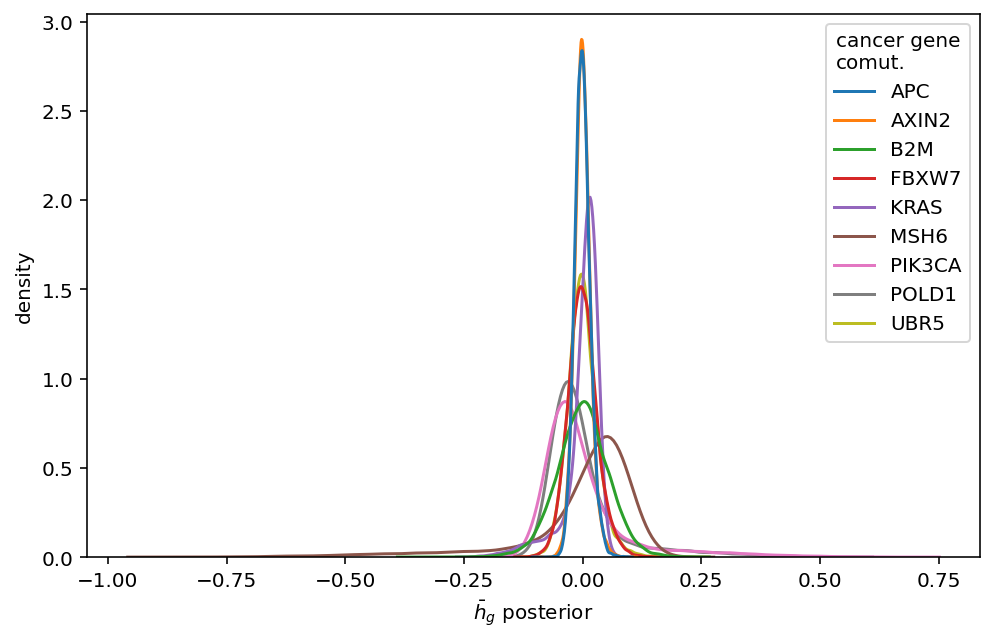 3.0
2.5
2.0
1.5
1.0
0.5
0.0
density
−1.00
−0.75
−0.50
−0.25
0.00
0.25
0.50
0.75
h̄g posterior
cancer gene
comut.
APC
AXIN2
B2M
FBXW7
KRAS
MSH6
PIK3CA
POLD1
UBR5